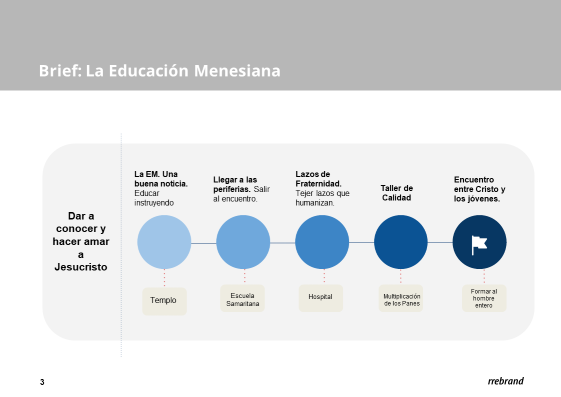 Brief: La Educación Menesiana
Dar a
conocer y
hacer amar
a
Jesucristo
La EM. Una
buena noticia.
Educar
instruyendo
Llegar a las
periferias. Salir
al encuentro.
Lazos de
Fraternidad.
Tejer lazos que
humanizan.
Taller de
Calidad
Encuentro
entre Cristo y
los jóvenes.
Templo
Escuela
Samaritana
Hospital
Multiplicación
de los Panes
Formar al
hombre
entero
3
rrebrand